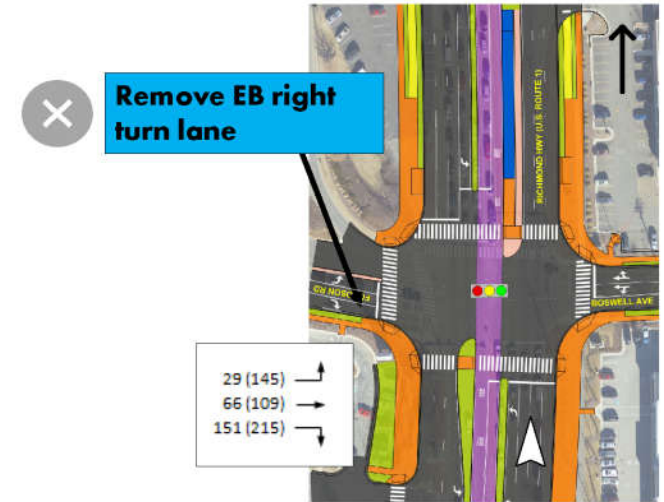 Remove EB right
turn lane
RICHMOND HWY (U.S. ROUTE 1)
ROSWELL AVE
29 (145)
66 (109)
151 (215)